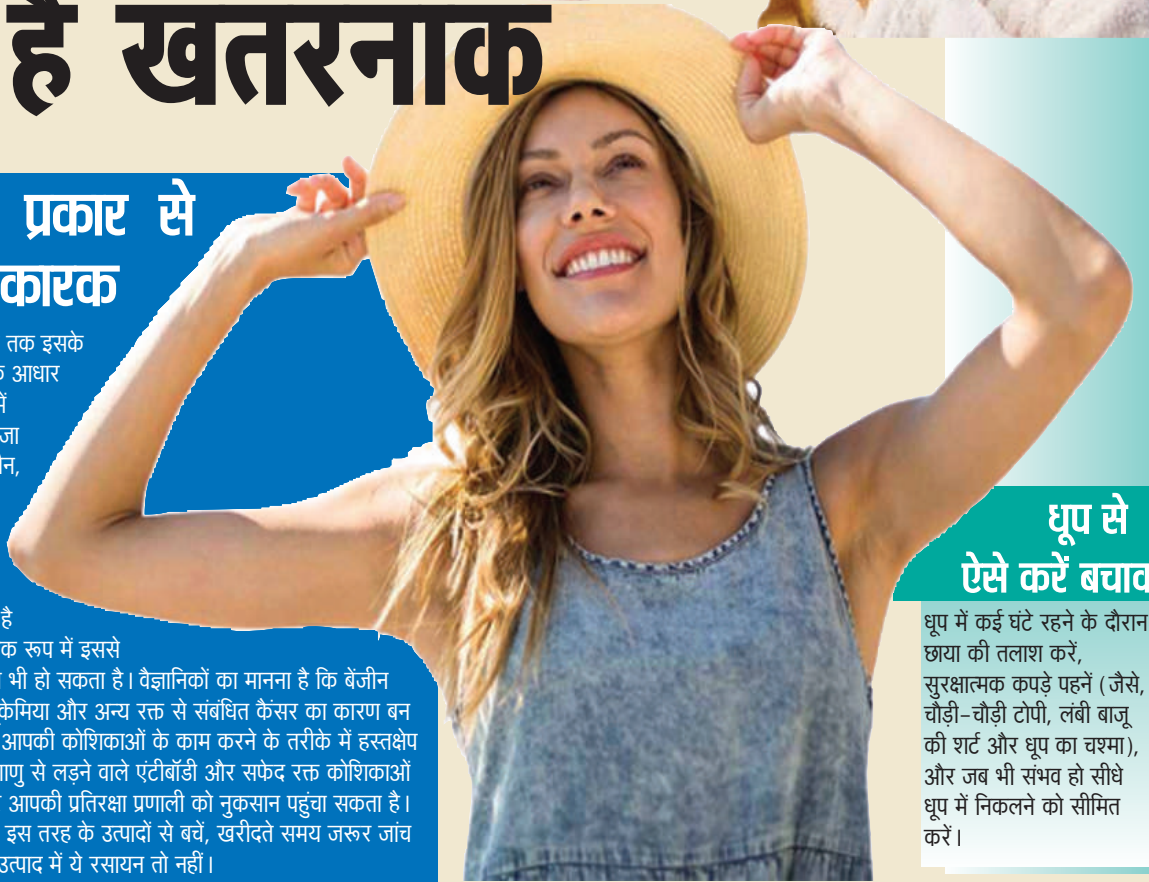 है खतरनाक
प्रकार से
कारक
तक इसके
आधार
में
जा
है
रूप में इससे
भी हो सकता है। वैज्ञानिकों का मानना है कि बेंजीन
और अन्य रक्त से संबंधित कैंसर का कारण बन
आपकी कोशिकाओं के काम करने के तरीके में हस्तक्षेप
से लड़ने वाले एंटीबॉडी और सफेद रक्त कोशिकाओं
आपकी प्रतिरक्षा प्रणाली को नुकसान पहुंचा सकता है।
इस तरह के उत्पादों से बचें, खरीदते समय जरूर जांच
उत्पाद में ये रसायन तो नहीं।
धूप से
ऐसे करें बचाव
धूप में कई घंटे रहने के दौरान
छाया की तलाश करें,
सुरक्षात्मक कपड़े पहनें (जैसे,
चौड़ी-चौड़ी टोपी, लंबी बाजू
की शर्ट और धूप का चश्मा),
और जब भी संभव हो सीधे
धूप में निकलने को सीमित
करें।